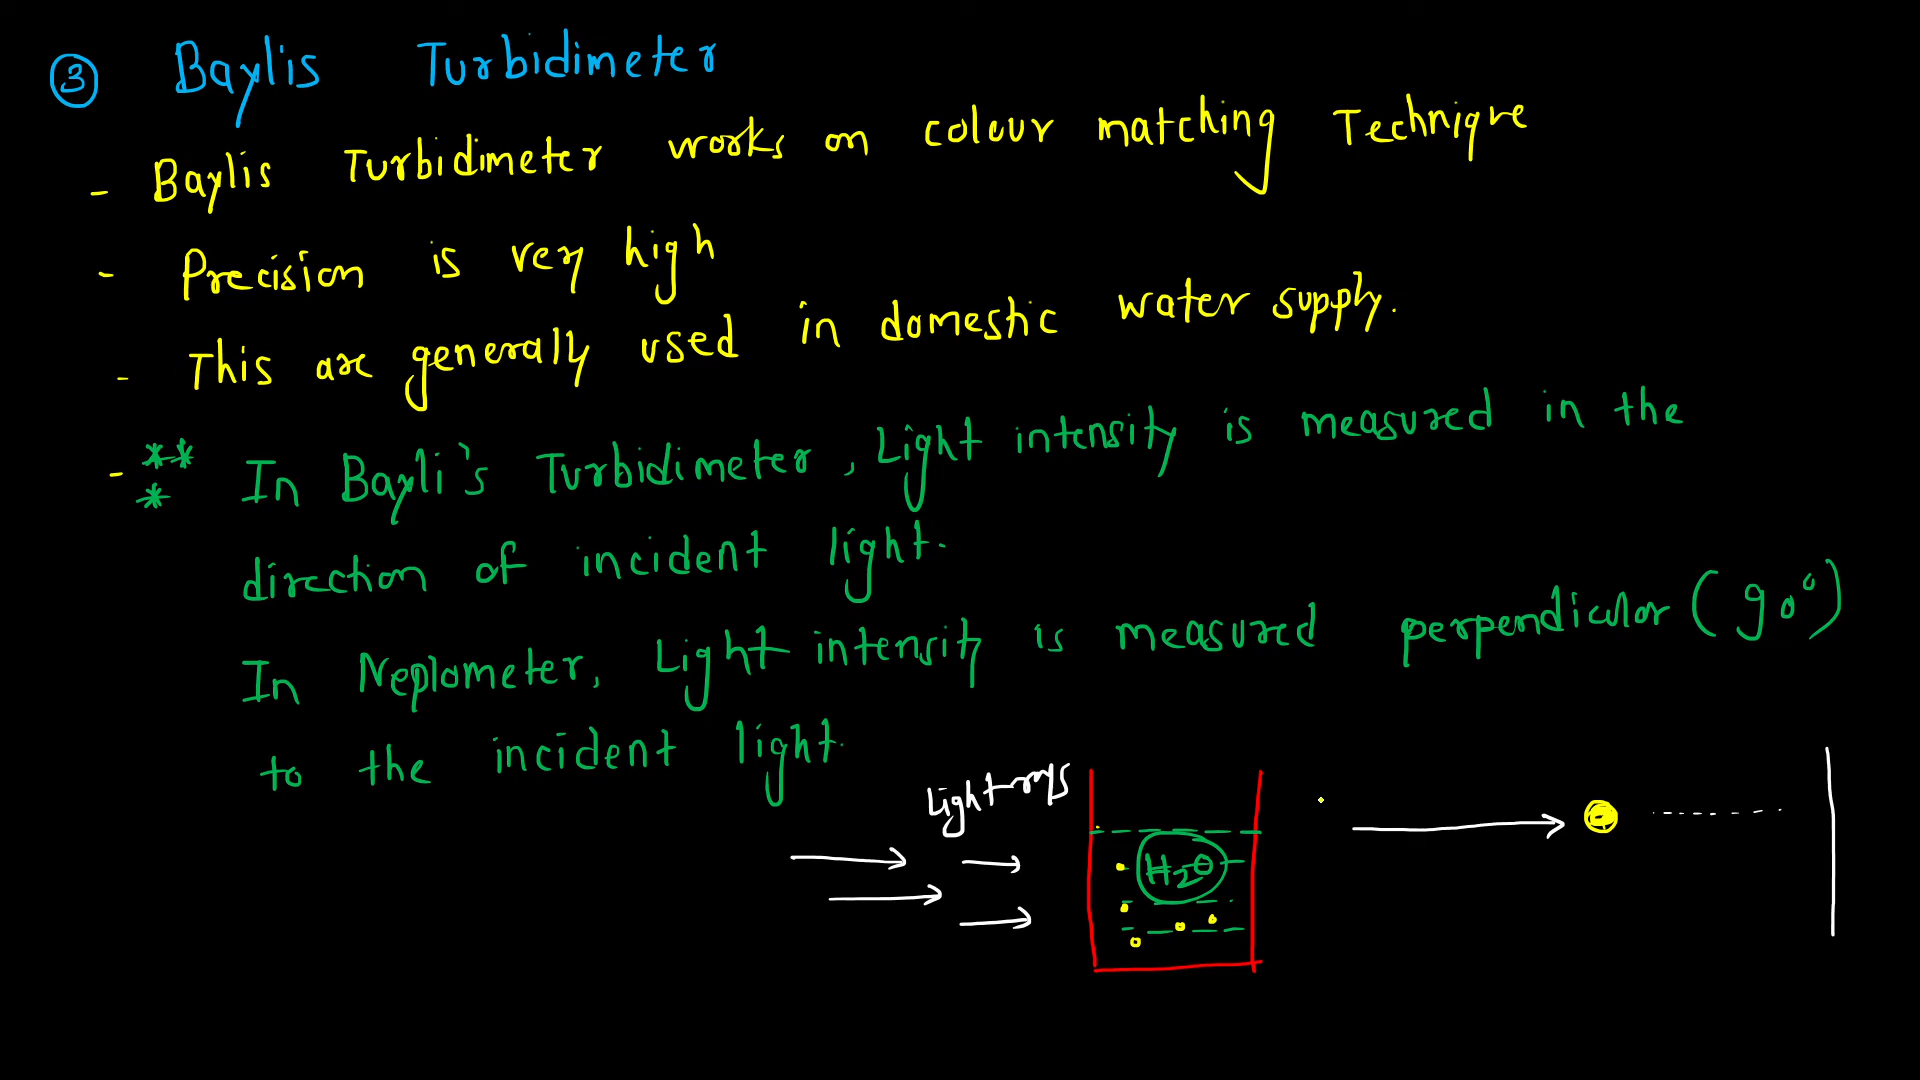 ③ Baylis Turbidimeter
- Baylis Turbidimeter works on colour matching Technique
- Precision is very high
- This are generally used in domestic water supply.
- *** In Bayli's Turbidimeter, Light intensity is measured in the
direction of incident light.
In Neplometer, Light intensity is measured perpendicular (90°)
to the incident light.
Light rays
H2O